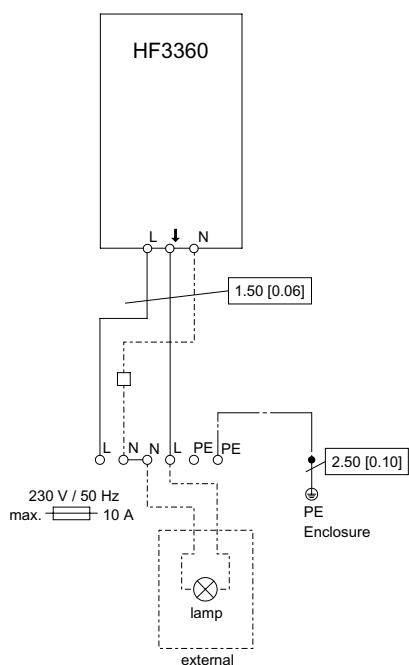 HF3360
L ⬇ N
1.50 [0.06]
L N N L PE PE
2.50 [0.10]
230 V / 50 Hz
max. 10 A
PE
Enclosure
lamp
external